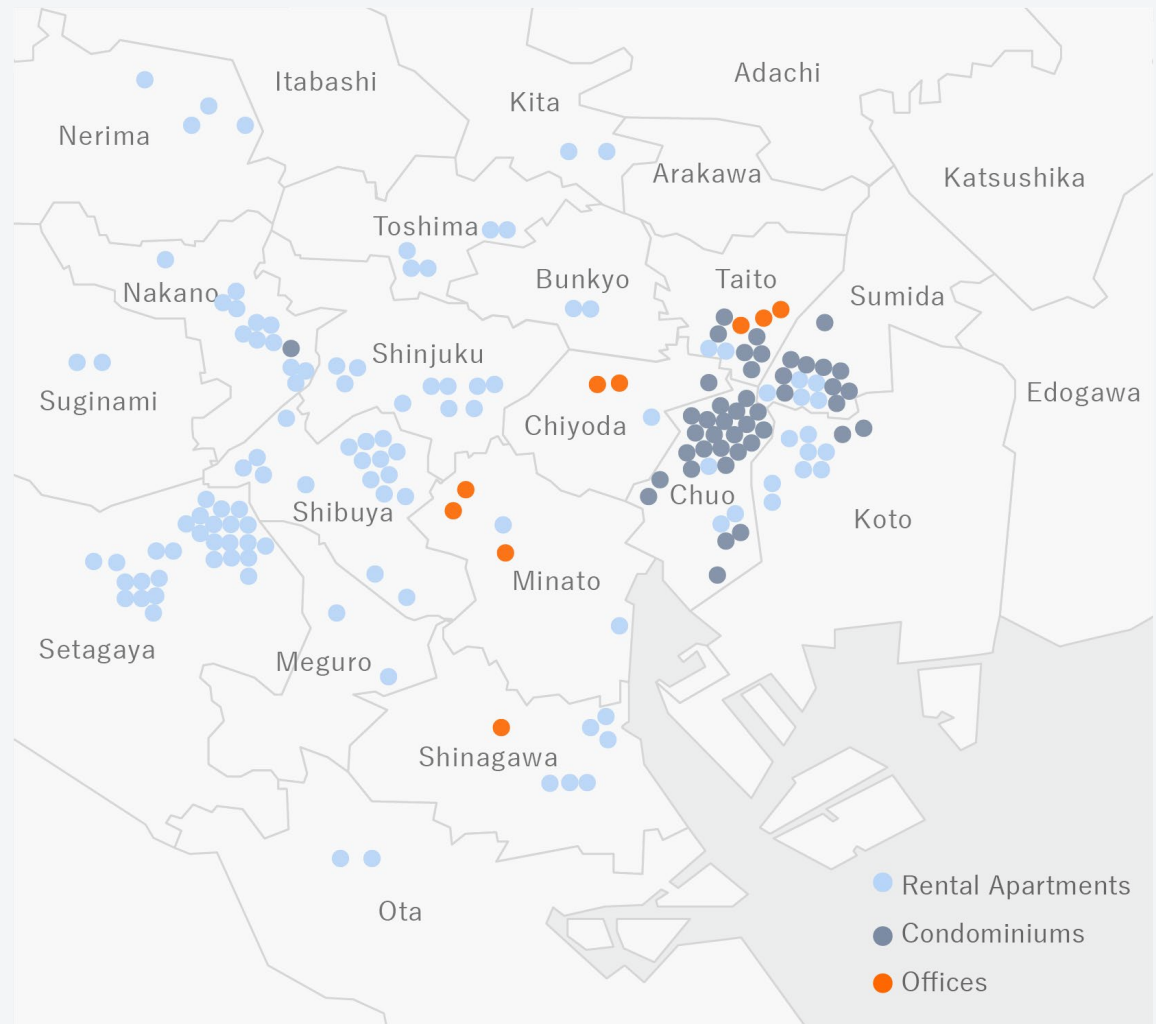 Adachi
Itabashi
Kita
Nerima
Arakawa
Katsushika
Toshima
Bunkyo
Taito
Nakano
Sumida
Shinjuku
Edogawa
Suginami
Chiyoda
Chuo
Shibuya
Koto
Minato
Setagaya
Meguro
Shinagawa
Rental Apartments
Ota
Condominiums
Offices